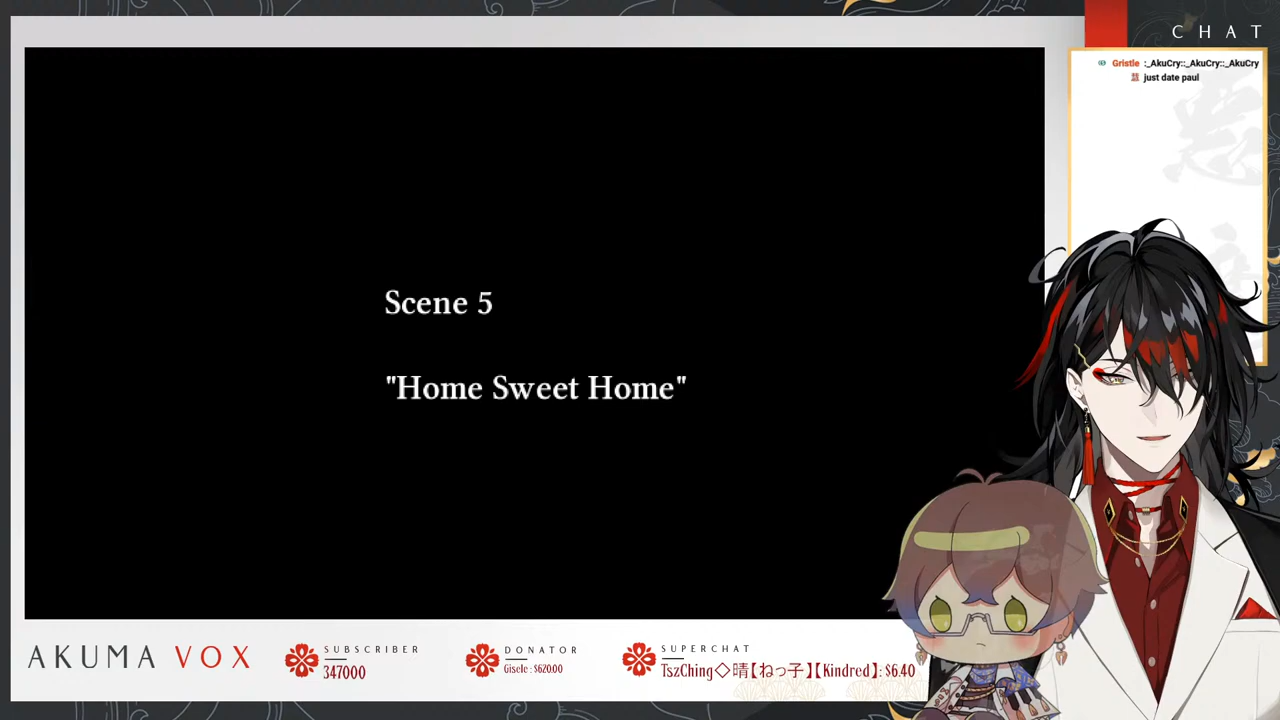 CHAT
Gristle :_AkuCry::_AkuCry::_AkuCry
慧 just date paul
Scene 5
"Home Sweet Home"
AKUMA VOX
SUBSCRIBER
347000
DONATOR
Gisele : $620.00
SUPERCHAT
TszChing◇晴【ねっ子】【Kindred】: $6.40